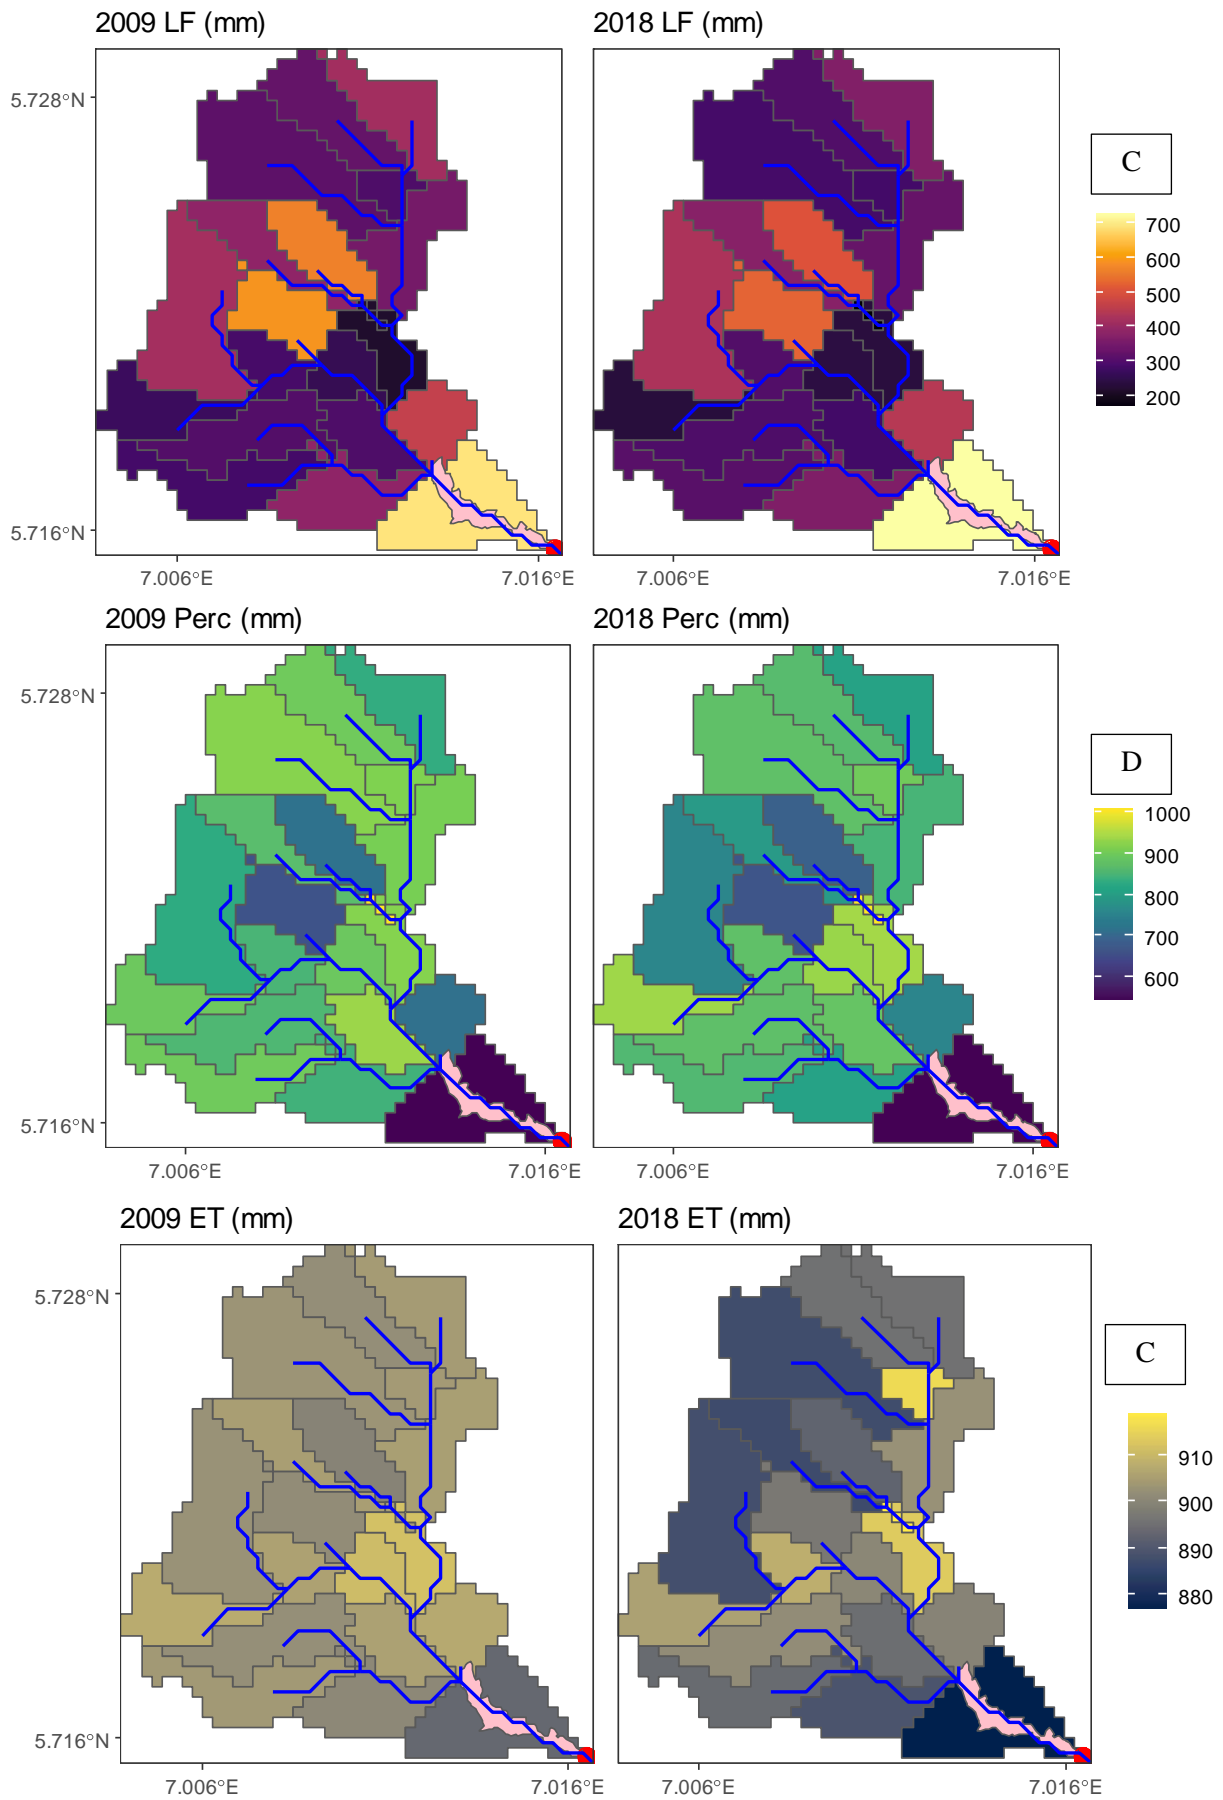 2009 LF (mm) 2018 LF (mm)
5.728°N
C
700
600
500
400
300
200
5.716°N
7.006°E 7.016°E 7.006°E 7.016°E
2009 Perc (mm) 2018 Perc (mm)
5.728°N
D
1000
900
800
700
600
5.716°N
7.006°E 7.016°E 7.006°E 7.016°E
2009 ET (mm) 2018 ET (mm)
5.728°N
C
910
900
890
880
5.716°N
7.006°E 7.016°E 7.006°E 7.016°E